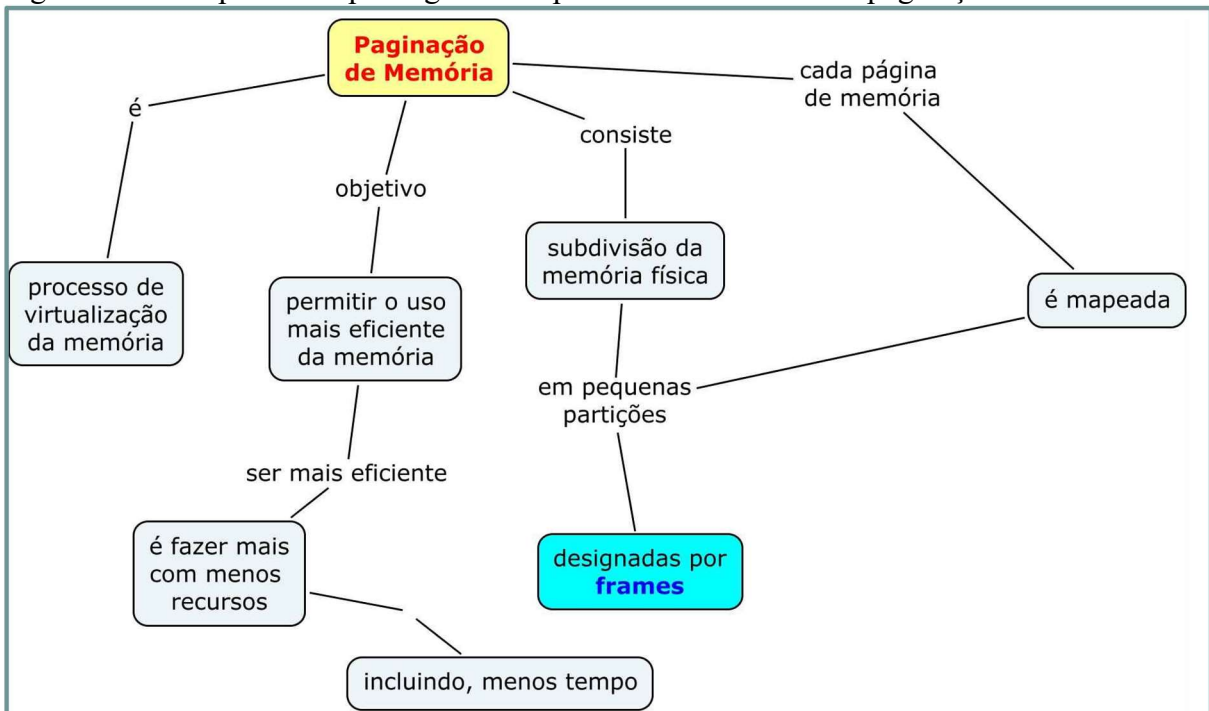 Paginação
de Memória
cada página
de memória
é
consiste
objetivo
subdivisão da
memória física
processo de
virtualização
da memória
permitir o uso
mais eficiente
da memória
é mapeada
em pequenas
partições
ser mais eficiente
é fazer mais
com menos
recursos
designadas por
frames
incluindo, menos tempo